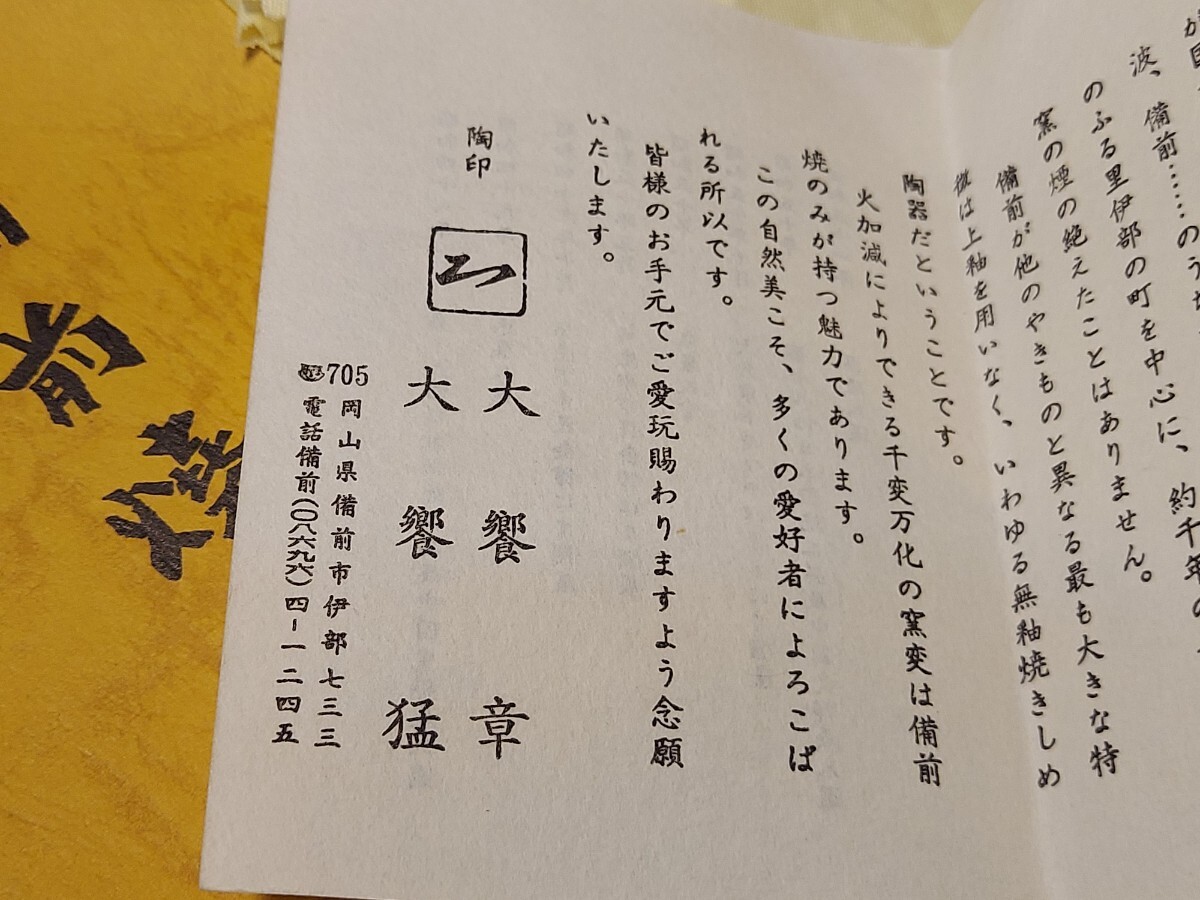 波、備前……のうち
のふる里伊部の町を中心に、約千年の
窯の煙の絶えたことはありません。
備前が他のやきものと異なる最も大きな特
徴は上釉を用いなく、いわゆる無釉焼きしめ
陶器だということです。
火加減によりできる千変万化の窯変は備前
焼のみが持つ魅力であります。
この自然美こそ、多くの愛好者によろこば
れる所以です。
皆様のお手元でご愛玩賜わりますよう念願
いたします。
陶印
大饗 章
大饗 猛
705 岡山県備前市伊部七三三
電話備前(〇八六九六)四-一二四五
前
焼